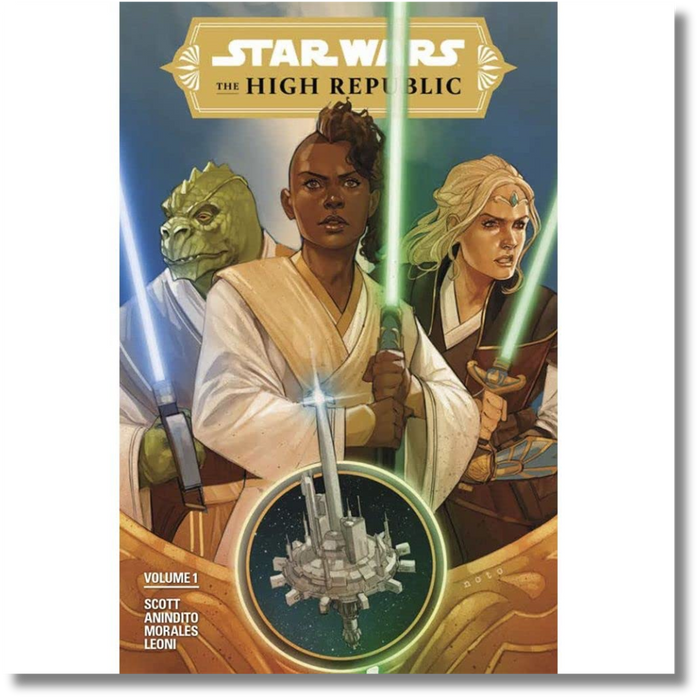 STAR WARS
THE HIGH REPUBLIC
noto
VOLUME 1
SCOTT
ANINDITO
MORALES
LEONI